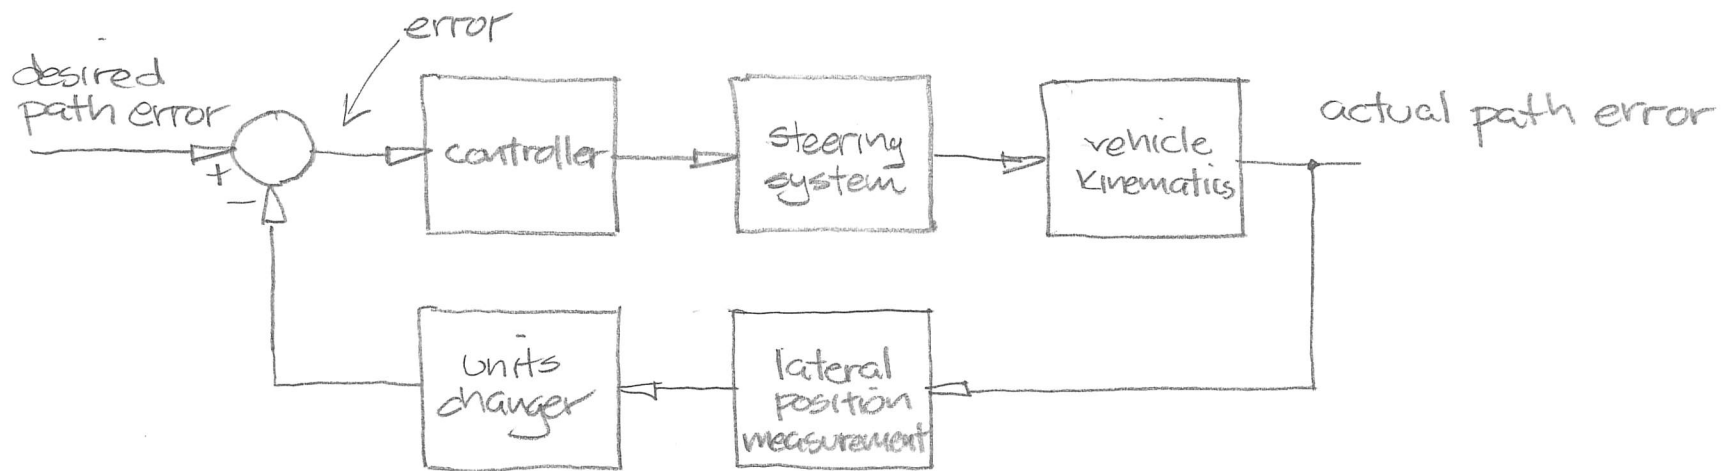 error
desired
path error
+
−
controller
steering
system
vehicle
kinematics
actual path error
units
changer
lateral
position
measurement